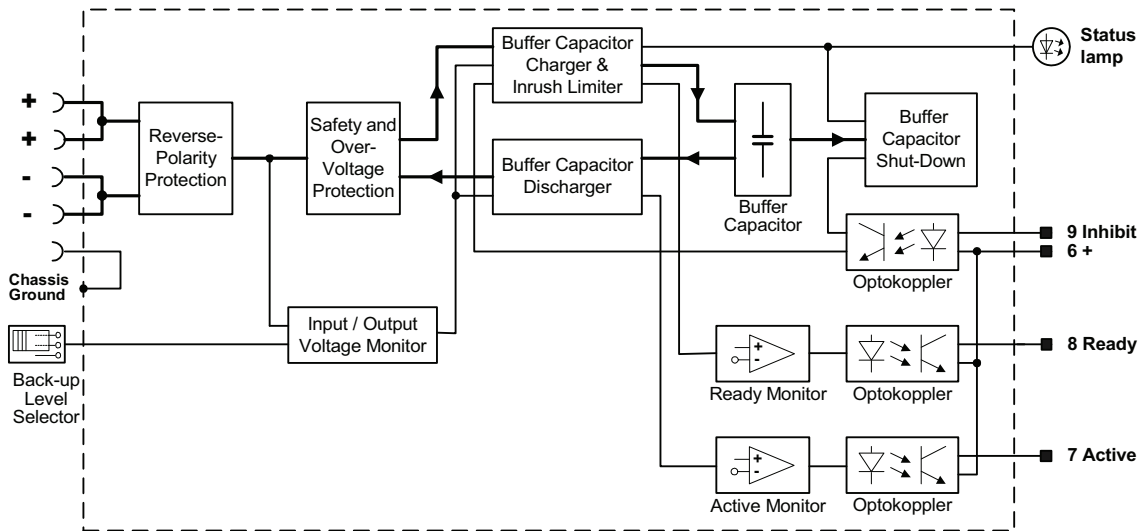 Buffer Capacitor
Charger &
Inrush Limiter
Status
lamp
+
+
-
-
Reverse-
Polarity
Protection
Safety and
Over-
Voltage
Protection
Buffer Capacitor
Discharger
Buffer
Capacitor
Buffer
Capacitor
Shut-Down
Chassis
Ground
9 Inhibit
6 +
Optokoppler
Input / Output
Voltage Monitor
Back-up
Level
Selector
+
-
Ready Monitor
Optokoppler
8 Ready
+
-
Active Monitor
Optokoppler
7 Active